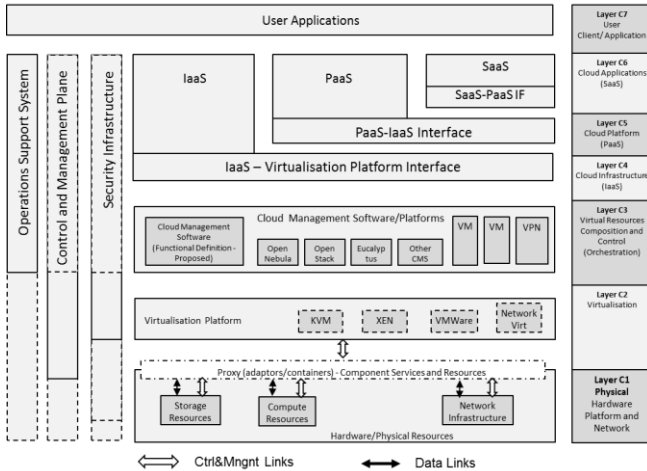 User Applications
Operations Support System
Control and Management Plane
Security Infrastructure
IaaS
PaaS
SaaS
SaaS-PaaS IF
PaaS-IaaS Interface
IaaS – Virtualisation Platform Interface
Cloud Management Software/Platforms
Cloud Management
Software
(Functional Definition -
Proposed)
Open
Nebula
Open
Stack
Eucalyp
tus
Other
CMS
VM
VM
VPN
Virtualisation Platform
KVM
XEN
VMWare
Network
Virt
Proxy (adaptors/containers) - Component Services and Resources
Storage
Resources
Compute
Resources
Network
Infrastructure
Hardware/Physical Resources
Ctrl&Mngnt Links
Data Links
Layer C7
User
Client/ Application
Layer C6
Cloud Applications
(SaaS)
Layer C5
Cloud Platform
(PaaS)
Layer C4
Cloud Infrastructure
(IaaS)
Layer C3
Virtual Resources
Composition and
Control
(Orchestration)
Layer C2
Virtualisation
Layer C1
Physical
Hardware
Platform and
Network